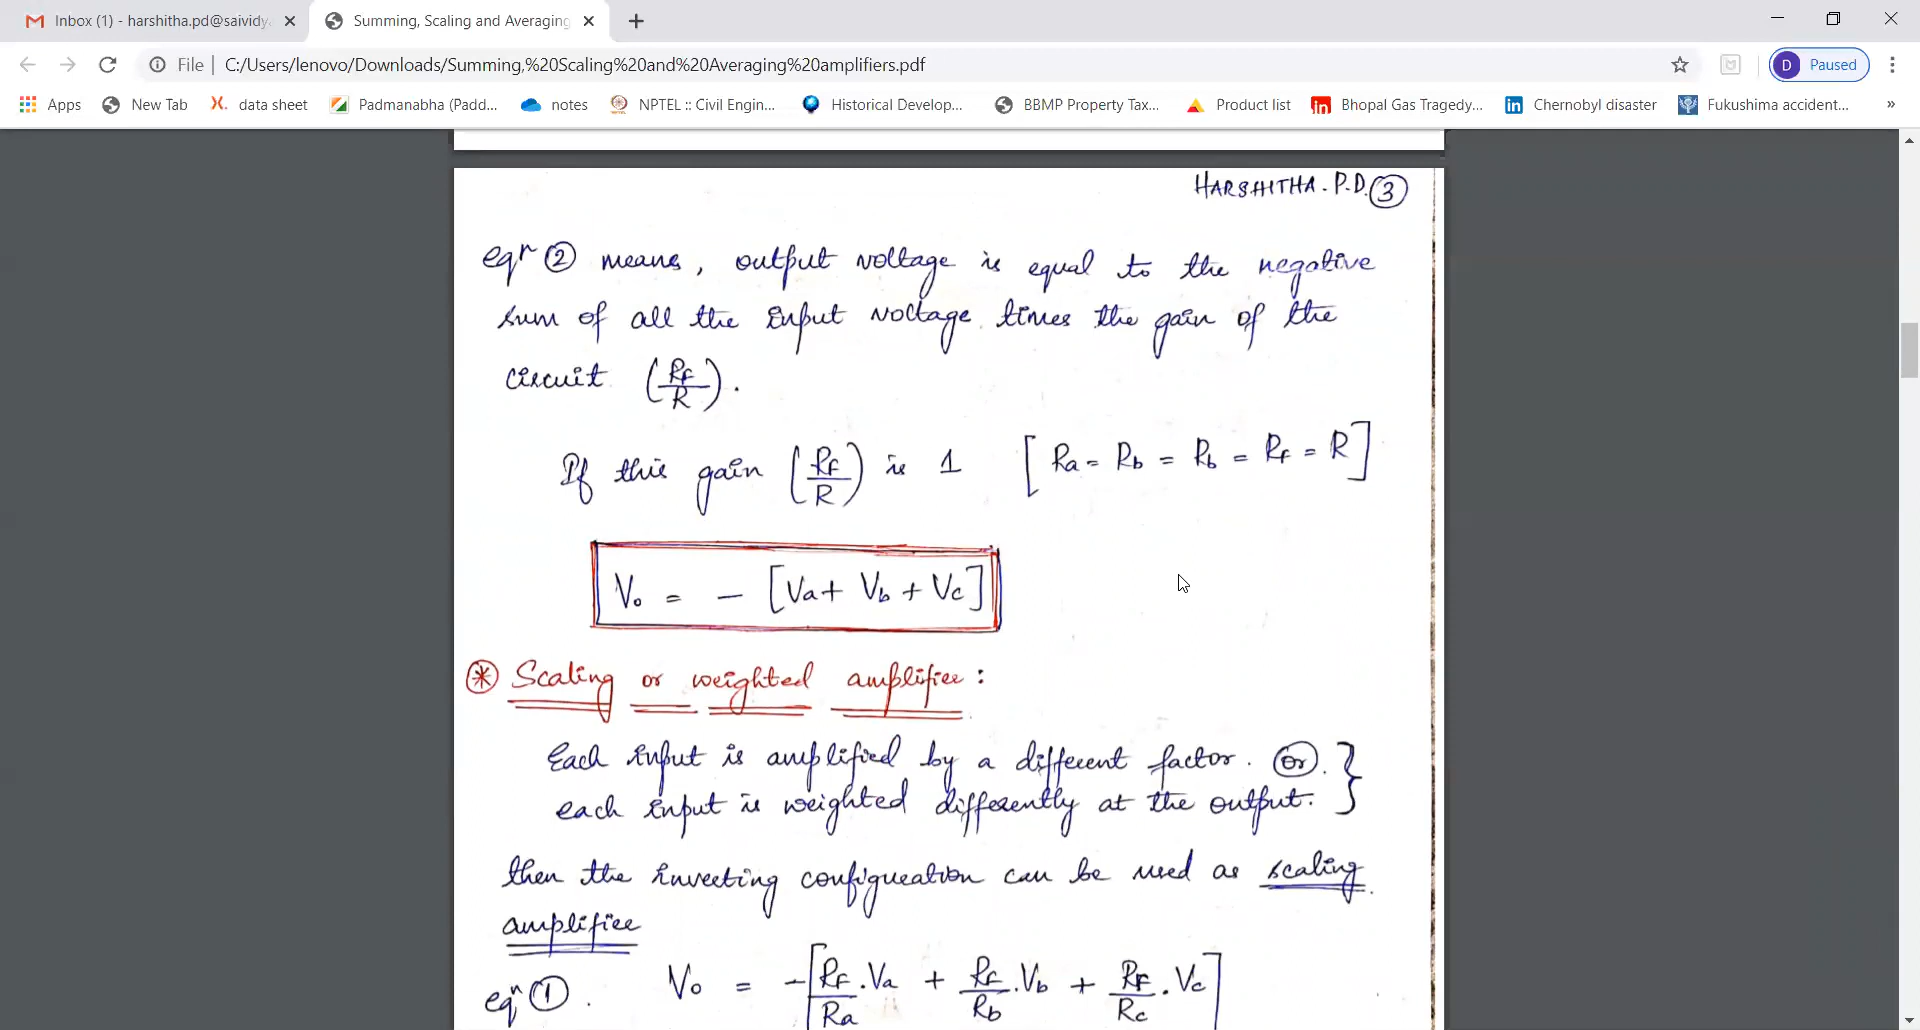 Inbox (1) - harshitha.pd@saividy
Summing, Scaling and Averaging
File | C:/Users/lenovo/Downloads/Summing,%20Scaling%20and%20Averaging%20amplifiers.pdf
D Paused
Apps New Tab data sheet Padmanabha (Padd... notes NPTEL :: Civil Engin... Historical Develop... BBMP Property Tax... Product list Bhopal Gas Tragedy... Chernobyl disaster Fukushima accident... »
HARSHITHA. P.D. ③
eqⁿ ② means, output voltage is equal to the negative
sum of all the input voltage times the gain of the
circuit (RF/R).
If this gain (RF/R) is 1 [Ra = Rb = Rb = RF = R]
Vo = - [Va + Vb + Vc]
⊛ Scaling or weighted amplifier :
Each input is amplified by a different factor. (or).
each input is weighted differently at the output. }
then the inverting configuration can be used as scaling
amplifier
eqⁿ ① . Vo = -[RF/Ra .Va + RF/Rb .Vb + RF/Rc . Vc]